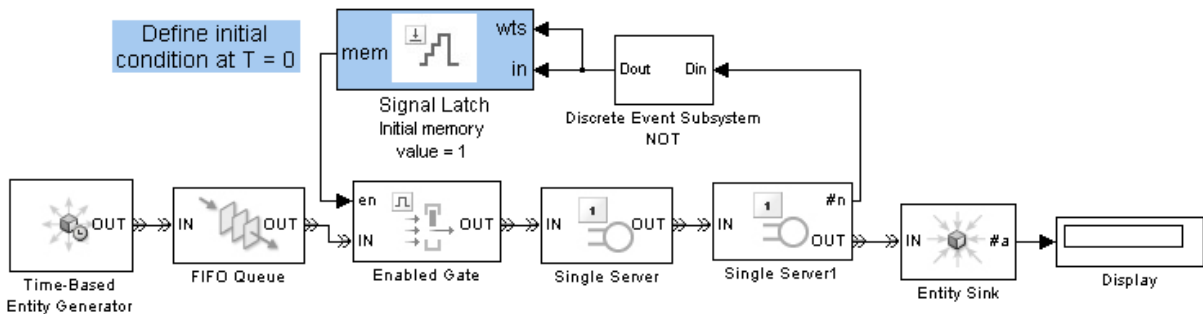 Define initial
condition at T = 0
mem
wts
in
Signal Latch
Initial memory
value = 1
Dout
Din
Discrete Event Subsystem
NOT
OUT
Time-Based
Entity Generator
IN
OUT
FIFO Queue
en
IN
OUT
Enabled Gate
IN
1
OUT
Single Server
IN
1
#n
OUT
Single Server1
IN
#a
Entity Sink
Display